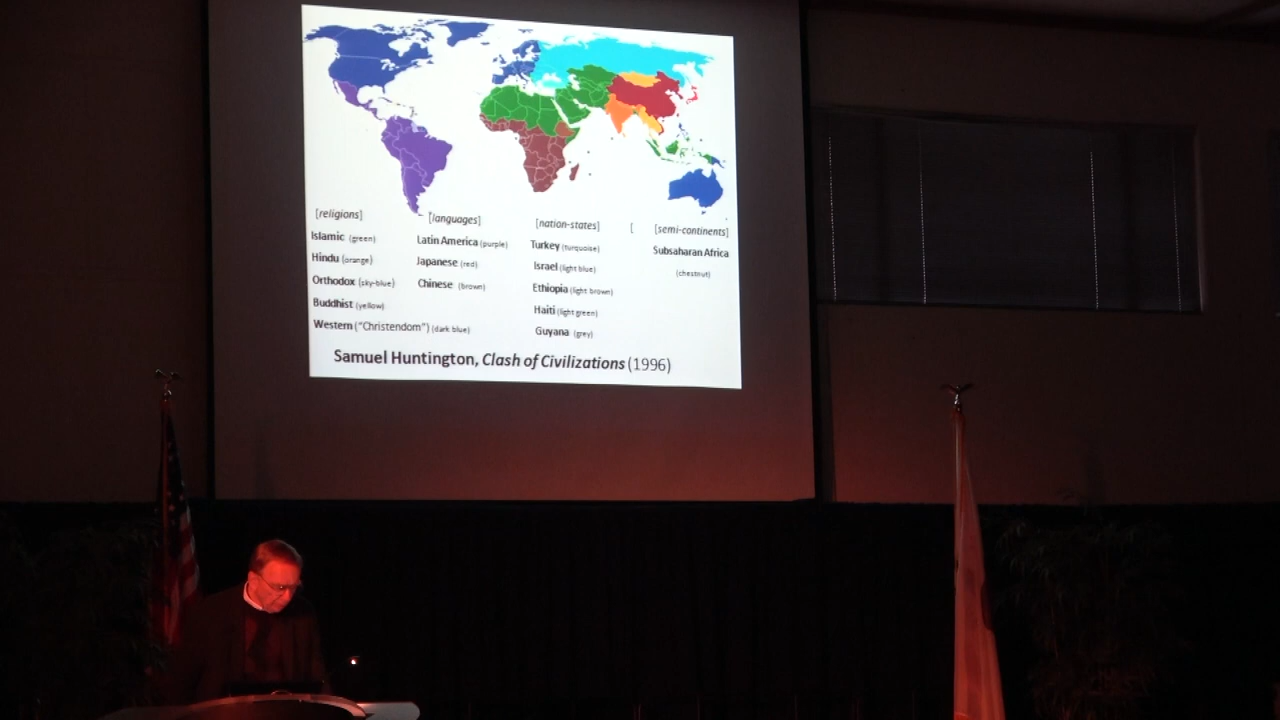 [religions] [languages] [nation-states] [ [semi-continents]
Islamic (green) Latin America (purple) Turkey (turquoise) Subsaharan Africa
Hindu (orange) Japanese (red) Israel (light blue) (chestnut)
Orthodox (sky-blue) Chinese (brown) Ethiopia (light brown)
Buddhist (yellow) Haiti (light green)
Western ("Christendom") (dark blue) Guyana (grey)
Samuel Huntington, Clash of Civilizations (1996)